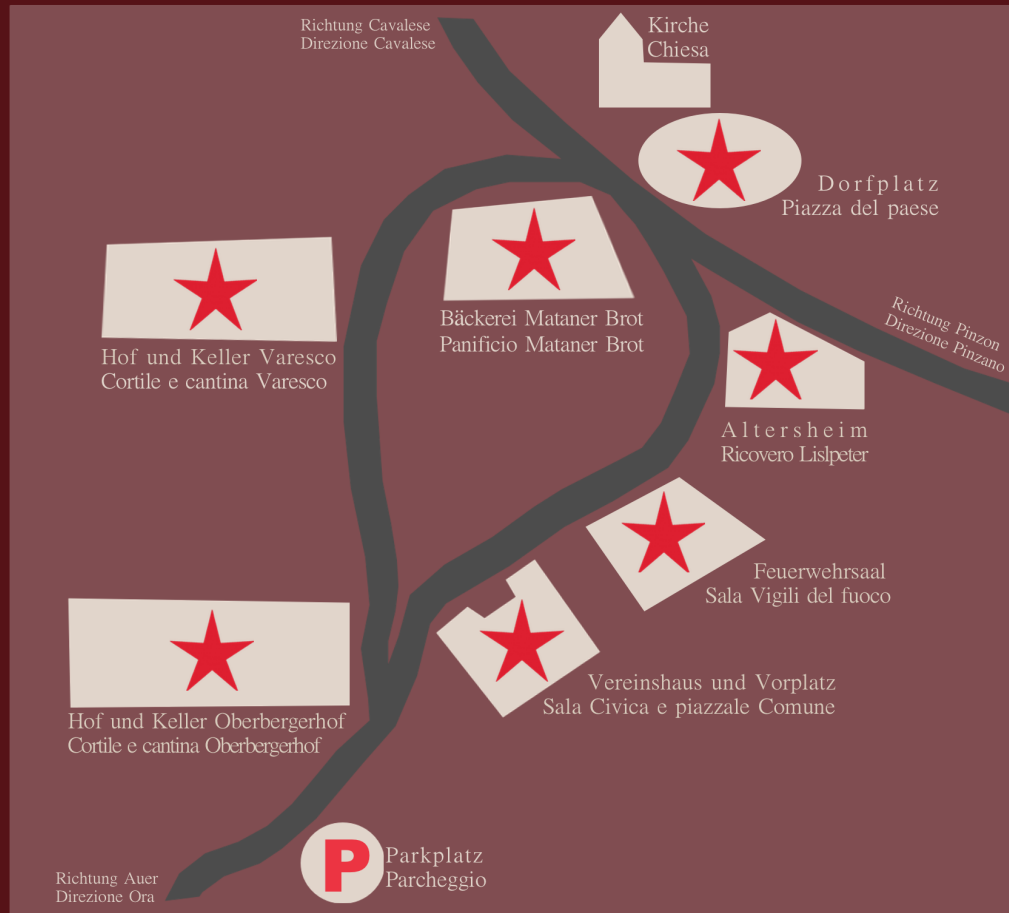 Richtung Cavalese
Direzione Cavalese
Kirche
Chiesa
Dorfplatz
Piazza del paese
Richtung Pinzon
Direzione Pinzano
Bäckerei Mataner Brot
Panificio Mataner Brot
Hof und Keller Varesco
Cortile e cantina Varesco
Altersheim
Ricovero Lislpeter
Feuerwehrsaal
Sala Vigili del fuoco
Vereinshaus und Vorplatz
Sala Civica e piazzale Comune
Hof und Keller Oberbergerhof
Cortile e cantina Oberbergerhof
P
Parkplatz
Parcheggio
Richtung Auer
Direzione Ora